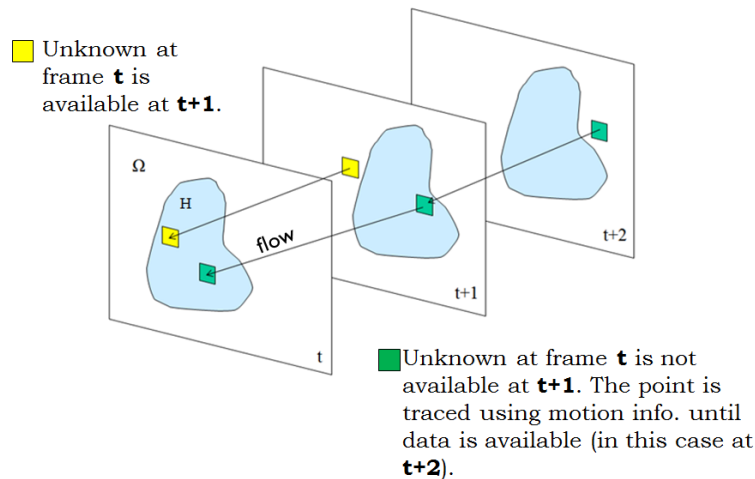 Unknown at
frame t is
available at t+1.
Ω
H
flow
t
t+1
t+2
Unknown at frame t is not
available at t+1. The point is
traced using motion info. until
data is available (in this case at
t+2).